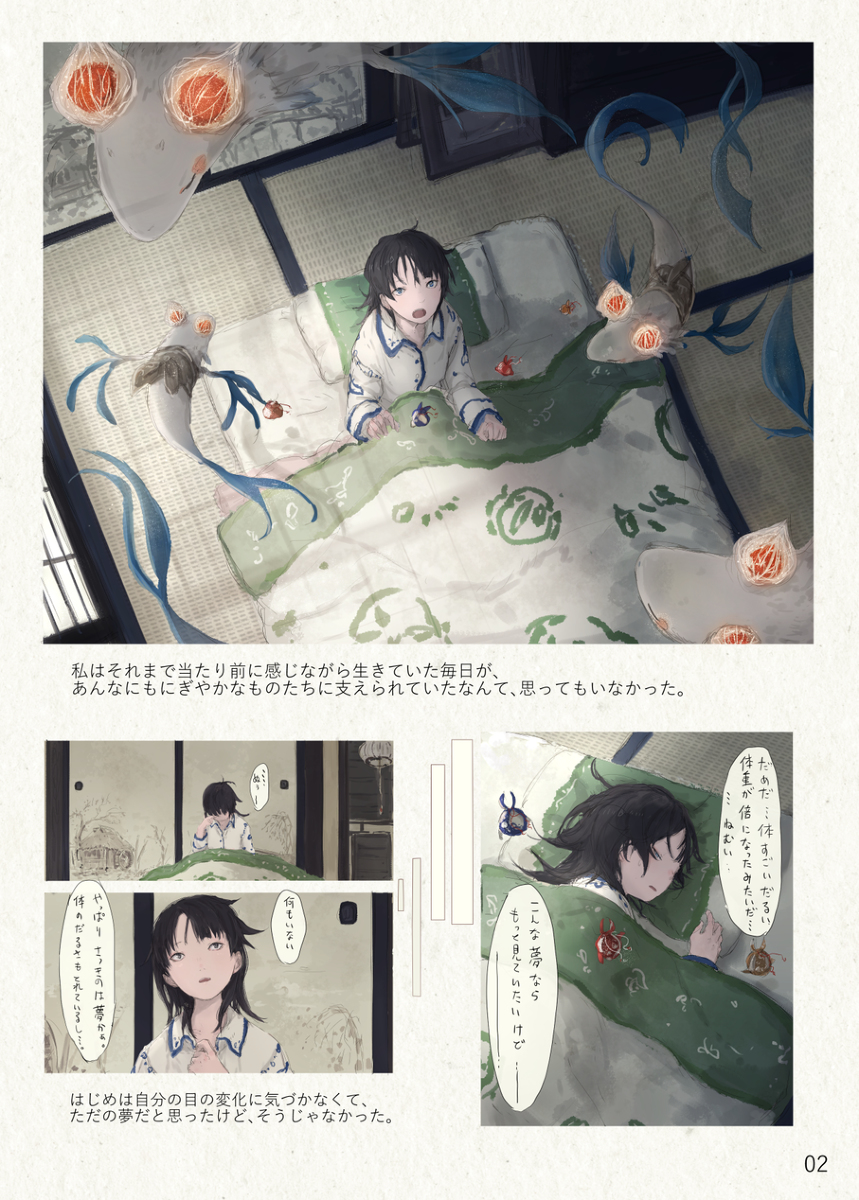 私はそれまで当たり前に感じながら生きていた毎日が、
あんなにもにぎやかなものたちに支えられていたなんて、思ってもいなかった。
だめだ…体すごいだるい
体重が倍になったみたいだ…
…ねむい..
こんな夢なら
もっと見ていたいけど…
……
ぬ〜
何もいない
やっぱりさっきのは夢かぁ。
体のだるさもとれているし…
はじめは自分の目の変化に気づかなくて、
ただの夢だと思ったけど、そうじゃなかった。
02